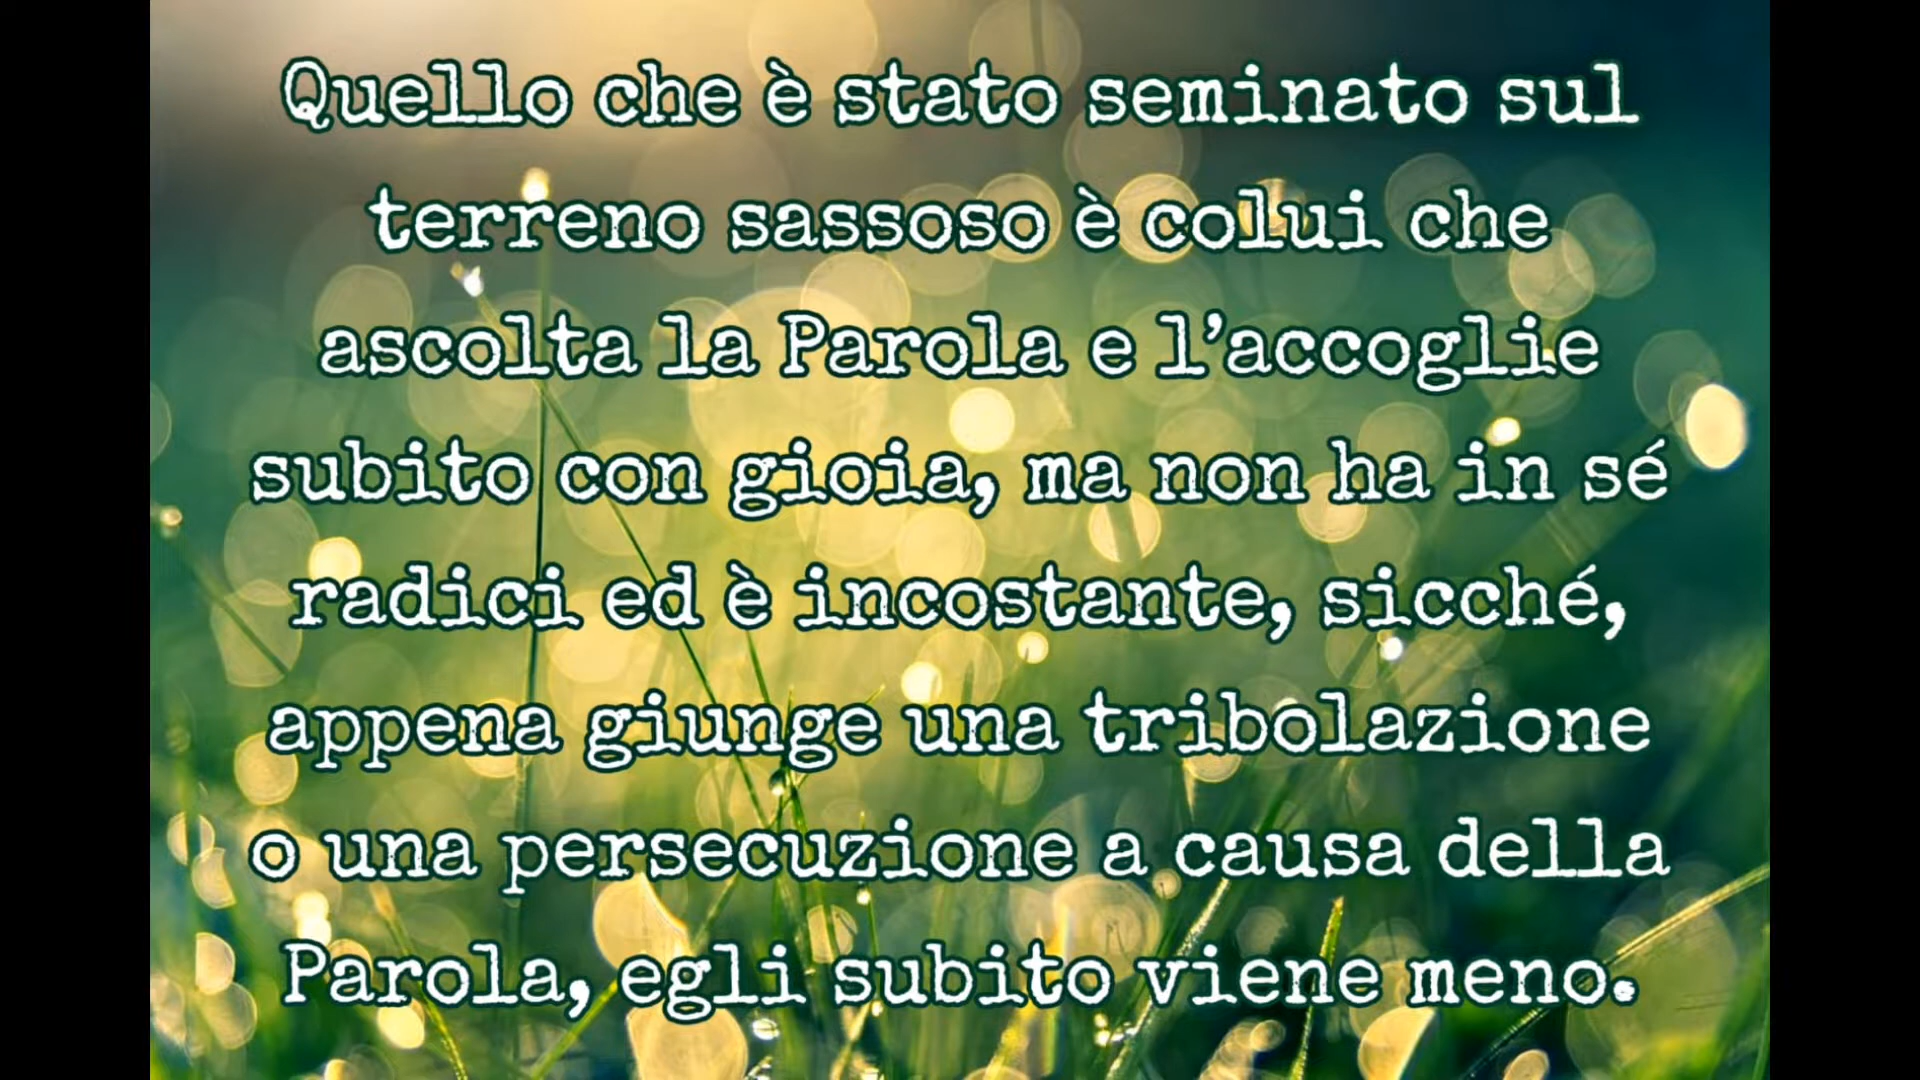 Quello che è stato seminato sul
terreno sassoso è colui che
ascolta la Parola e l’accoglie
subito con gioia, ma non ha in sé
radici ed è incostante, sicché,
appena giunge una tribolazione
o una persecuzione a causa della
Parola, egli subito viene meno.